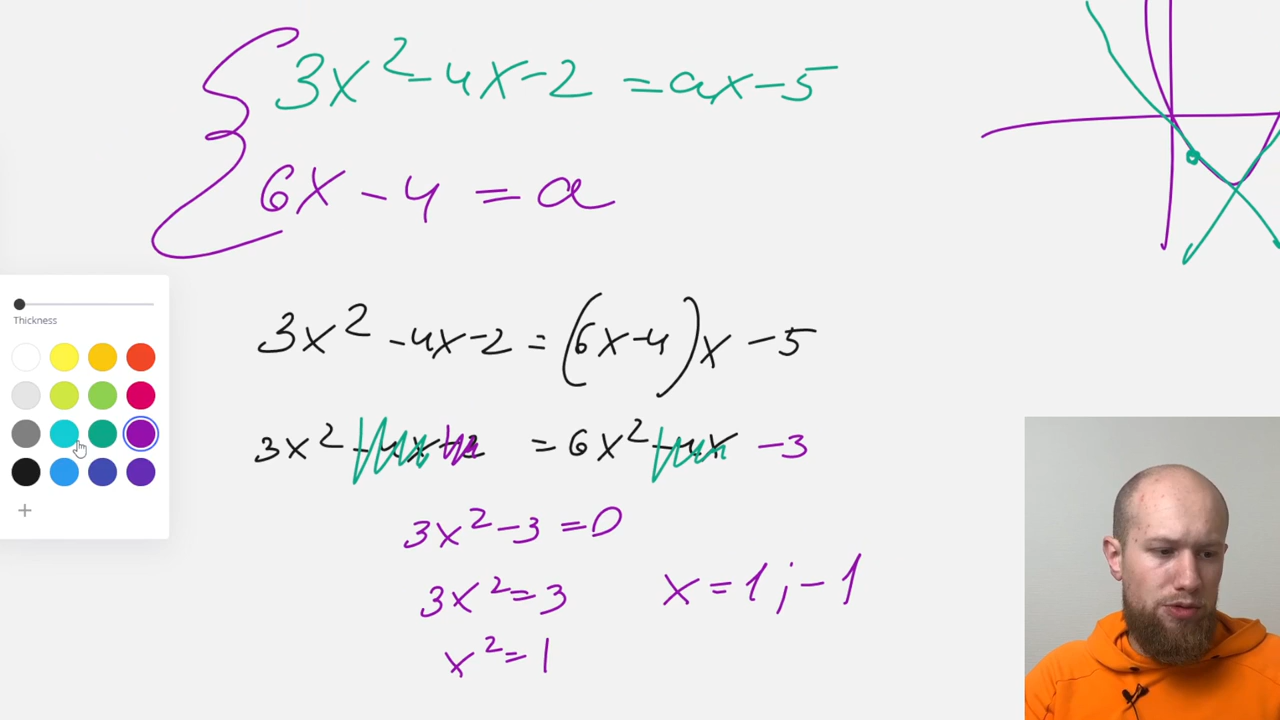 3x²-4x-2=ax-5
6x-4=a
Thickness
3x²-4x-2=(6x-4)x-5
3x²-4x-2=6x²-4x-3
3x²-3=0
3x²=3
x=1;-1
x²=1